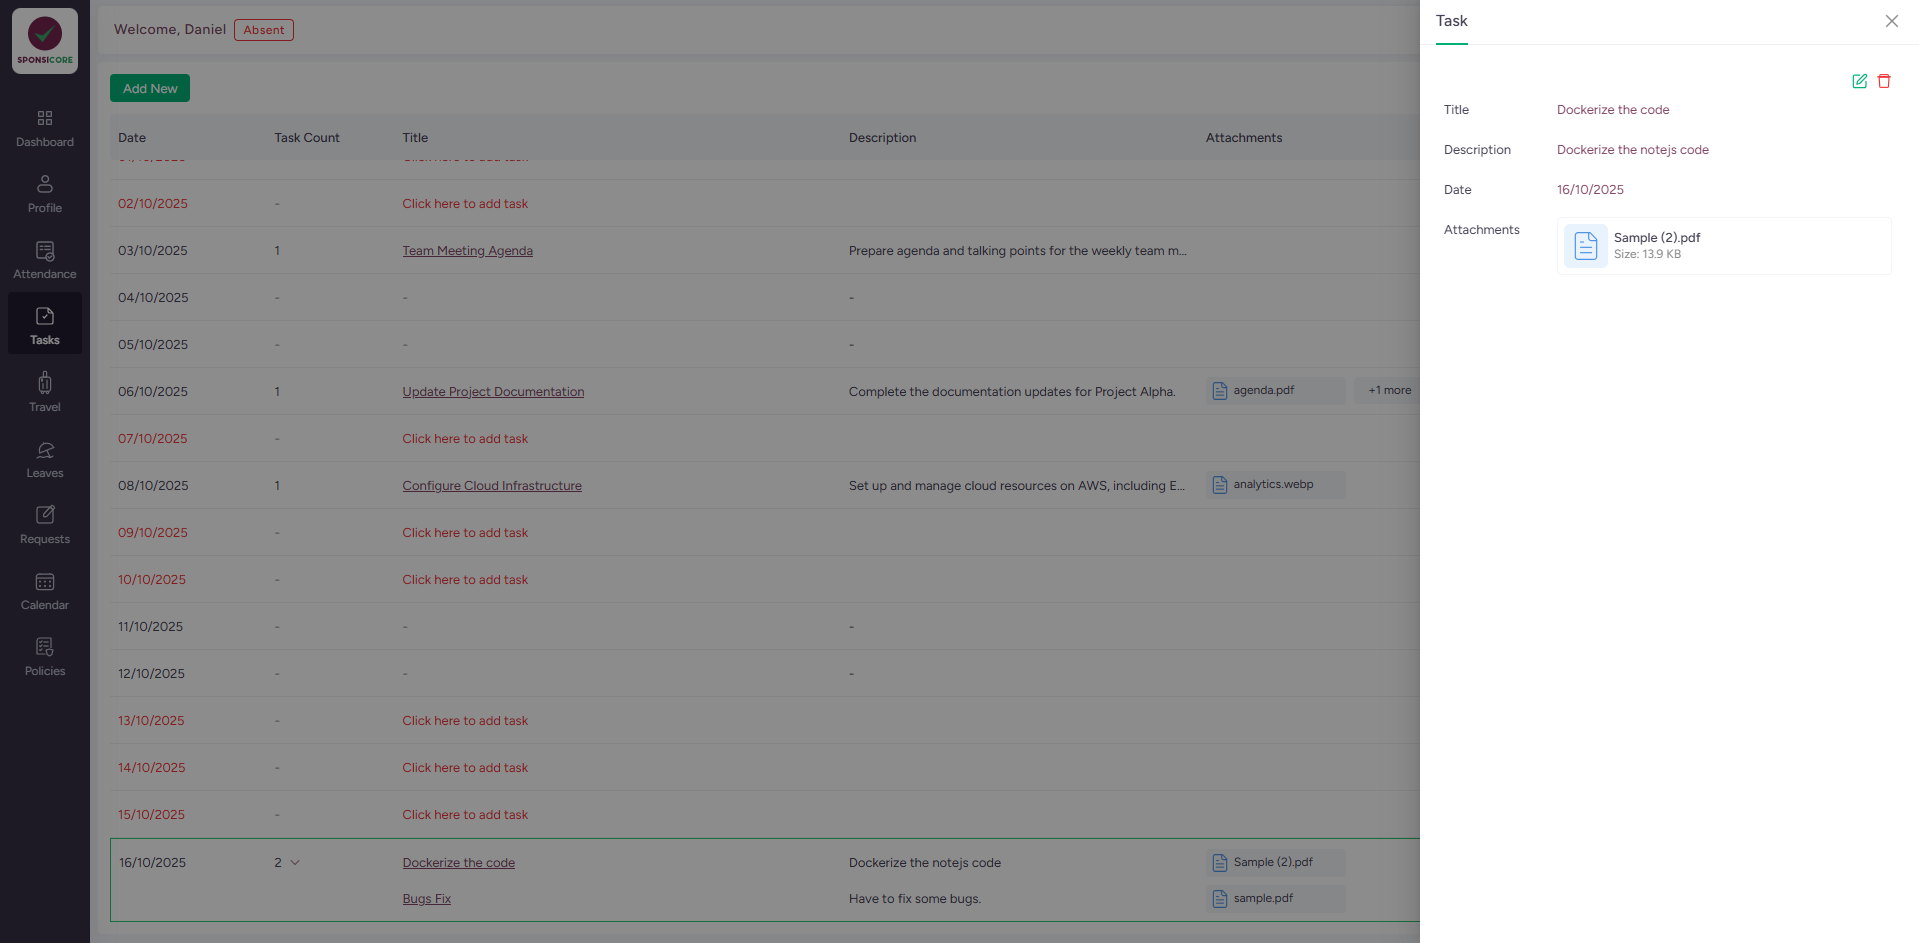 SPONSICORE
Dashboard
Profile
Attendance
Tasks
Travel
Leaves
Requests
Calendar
Policies
Welcome, Daniel Absent
Add New
Date Task Count Title Description Attachments
02/10/2025 - Click here to add task
03/10/2025 1 Team Meeting Agenda Prepare agenda and talking points for the weekly team m...
04/10/2025 - - -
05/10/2025 - - -
06/10/2025 1 Update Project Documentation Complete the documentation updates for Project Alpha. agenda.pdf +1 more
07/10/2025 - Click here to add task
08/10/2025 1 Configure Cloud Infrastructure Set up and manage cloud resources on AWS, including E... analytics.webp
09/10/2025 - Click here to add task
10/10/2025 - Click here to add task
11/10/2025 - - -
12/10/2025 - - -
13/10/2025 - Click here to add task
14/10/2025 - Click here to add task
15/10/2025 - Click here to add task
16/10/2025 2 Dockerize the code Dockerize the notejs code Sample (2).pdf
Bugs Fix Have to fix some bugs. sample.pdf
Task
Title Dockerize the code
Description Dockerize the notejs code
Date 16/10/2025
Attachments Sample (2).pdf
Size: 13.9 KB